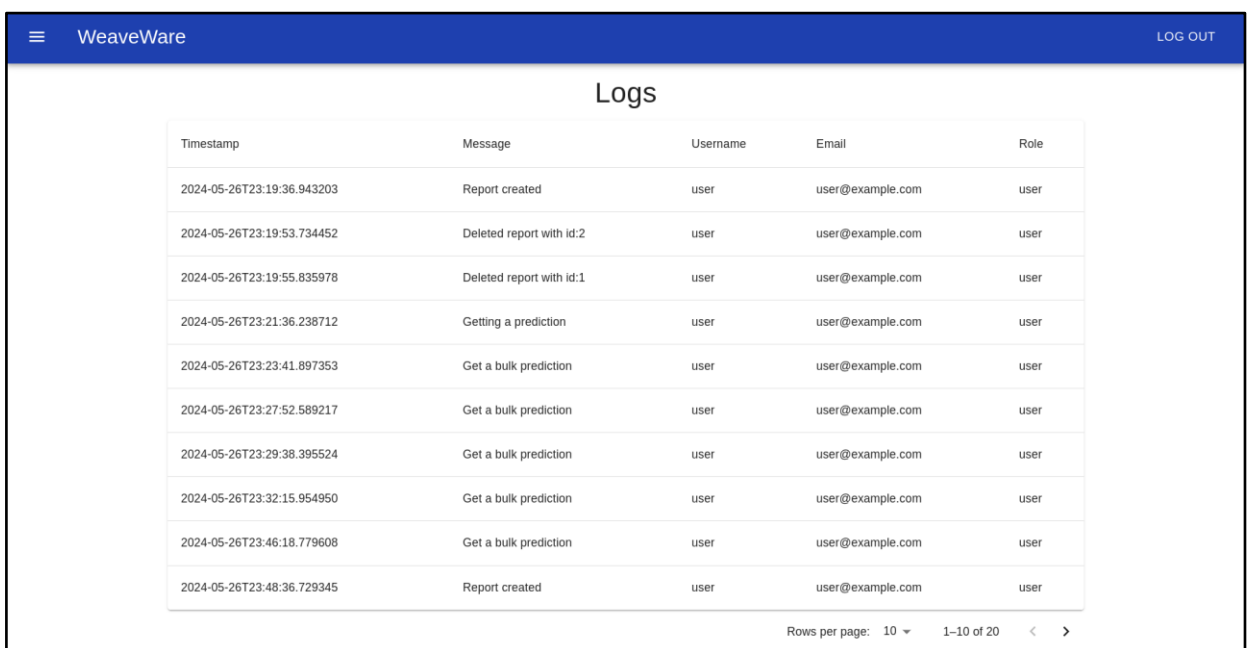 WeaveWare LOG OUT
Logs
Timestamp Message Username Email Role
2024-05-26T23:19:36.943203 Report created user user@example.com user
2024-05-26T23:19:53.734452 Deleted report with id:2 user user@example.com user
2024-05-26T23:19:55.835978 Deleted report with id:1 user user@example.com user
2024-05-26T23:21:36.238712 Getting a prediction user user@example.com user
2024-05-26T23:23:41.897353 Get a bulk prediction user user@example.com user
2024-05-26T23:27:52.589217 Get a bulk prediction user user@example.com user
2024-05-26T23:29:38.395524 Get a bulk prediction user user@example.com user
2024-05-26T23:32:15.954950 Get a bulk prediction user user@example.com user
2024-05-26T23:46:18.779608 Get a bulk prediction user user@example.com user
2024-05-26T23:48:36.729345 Report created user user@example.com user
Rows per page: 10 1–10 of 20